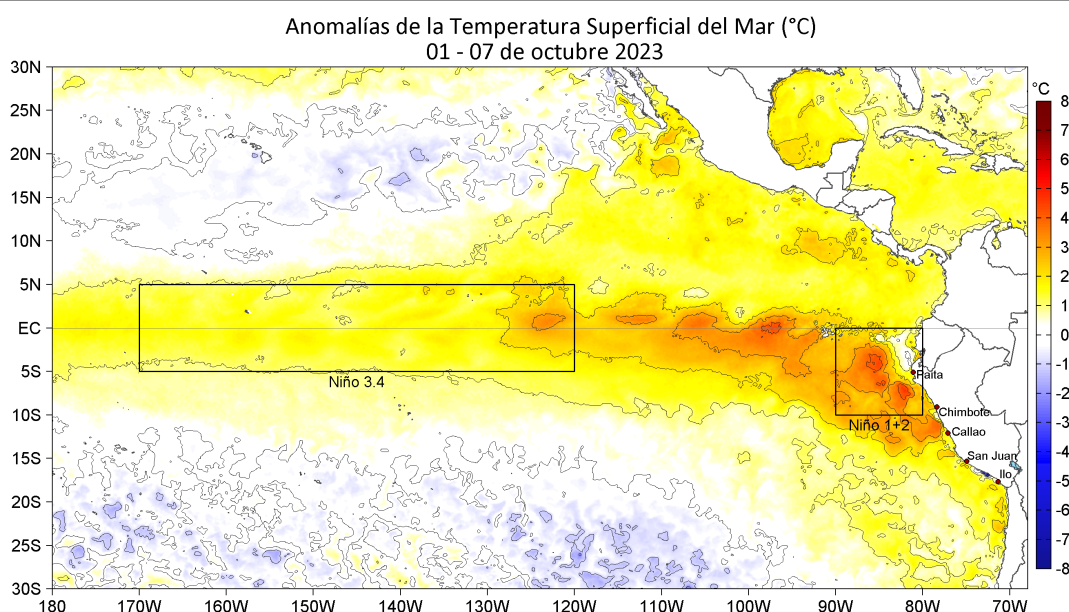 Anomalías de la Temperatura Superficial del Mar (°C)
01 - 07 de octubre 2023
°C
30N
25N
20N
15N
10N
5N
EC
5S
10S
15S
20S
25S
30S
180
170W
160W
150W
140W
130W
120W
110W
100W
90W
80W
70W
Niño 3.4
Niño 1+2
Paita
Chimbote
Callao
San Juan
Ilo
8
7
6
5
4
3
2
1
0
-1
-2
-3
-4
-5
-6
-7
-8